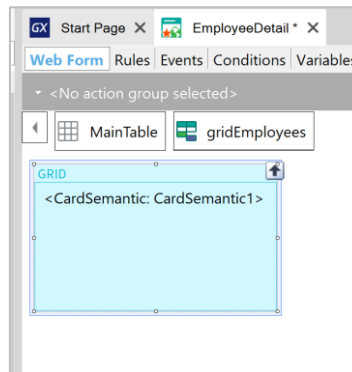 GX Start Page X EmployeeDetail * X
Web Form Rules Events Conditions Variables
<No action group selected>
MainTable gridEmployees
GRID
<CardSemantic: CardSemantic1>